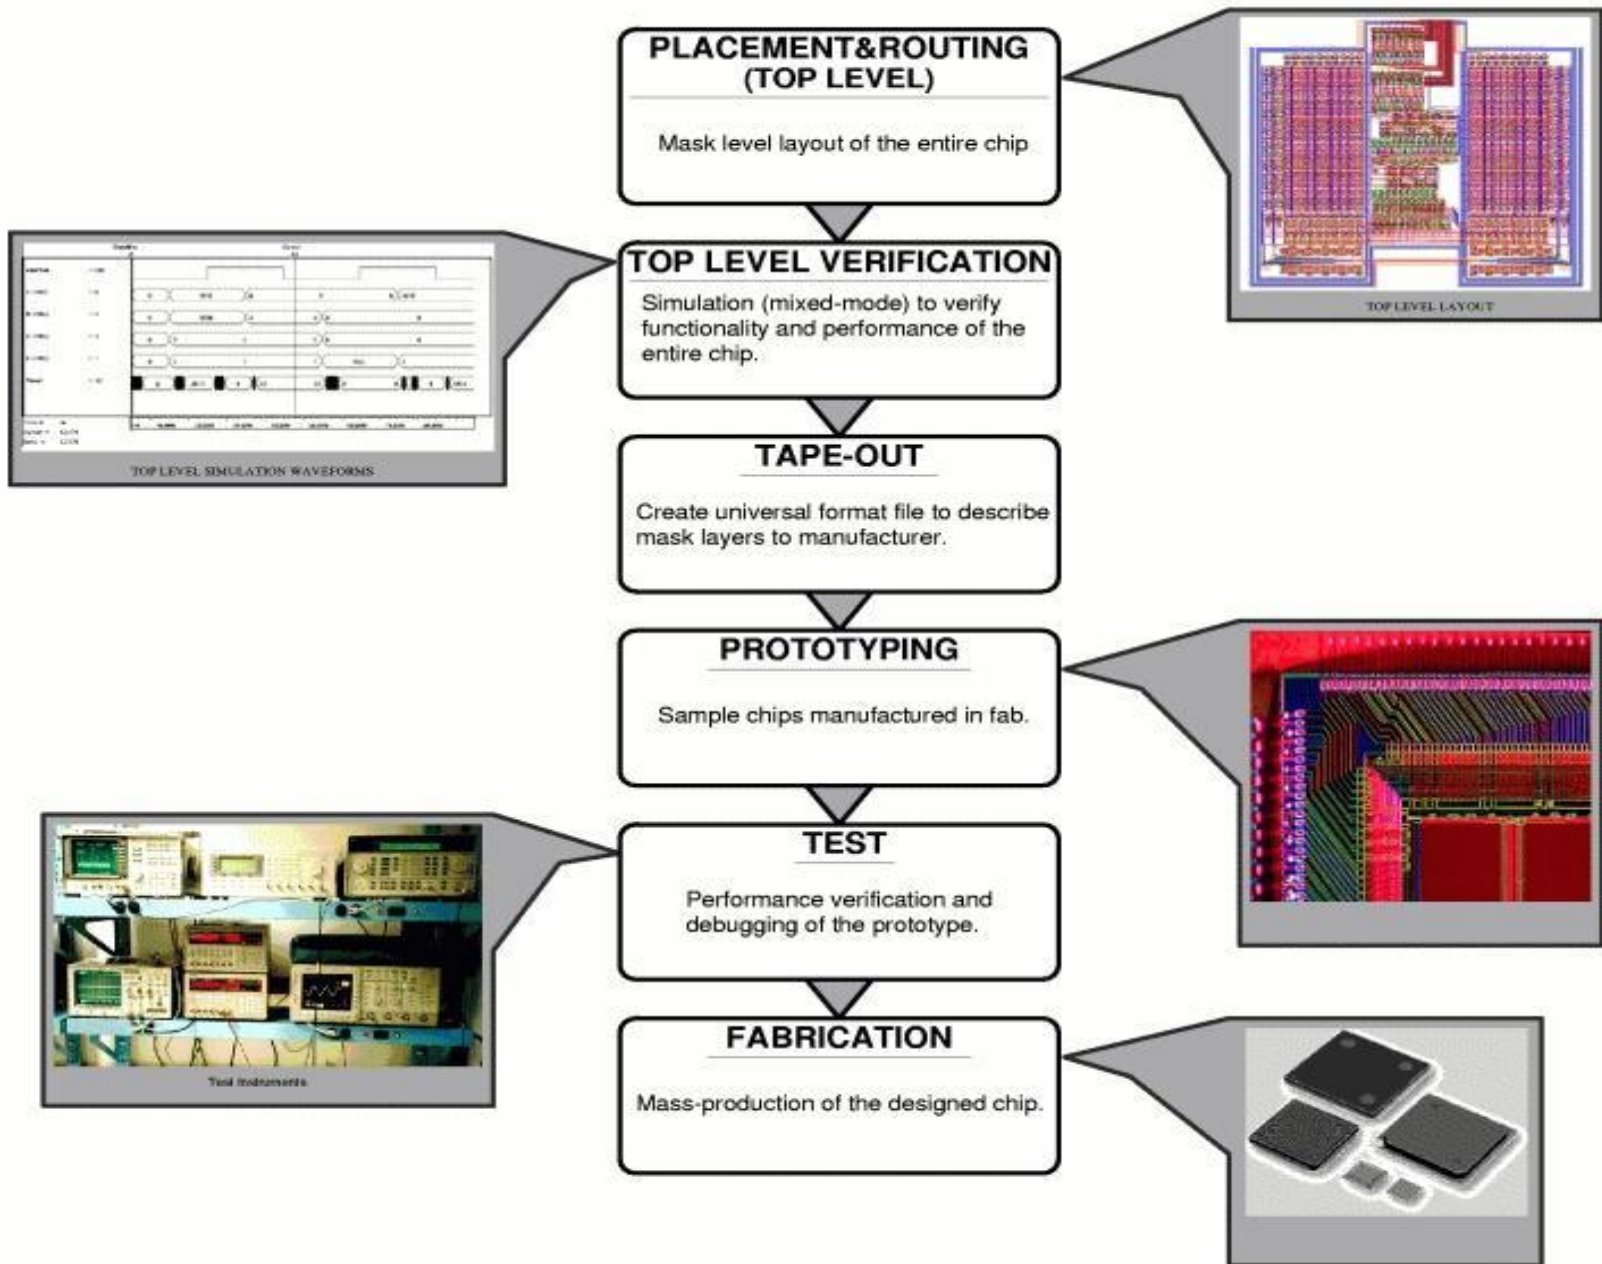 PLACEMENT&ROUTING
(TOP LEVEL)
Mask level layout of the entire chip
TOP LEVEL LAYOUT
TOP LEVEL VERIFICATION
Simulation (mixed-mode) to verify
functionality and performance of the
entire chip.
TOP LEVEL SIMULATION WAVEFORMS
TAPE-OUT
Create universal format file to describe
mask layers to manufacturer.
PROTOTYPING
Sample chips manufactured in fab.
TEST
Performance verification and
debugging of the prototype.
Test Instruments
FABRICATION
Mass-production of the designed chip.